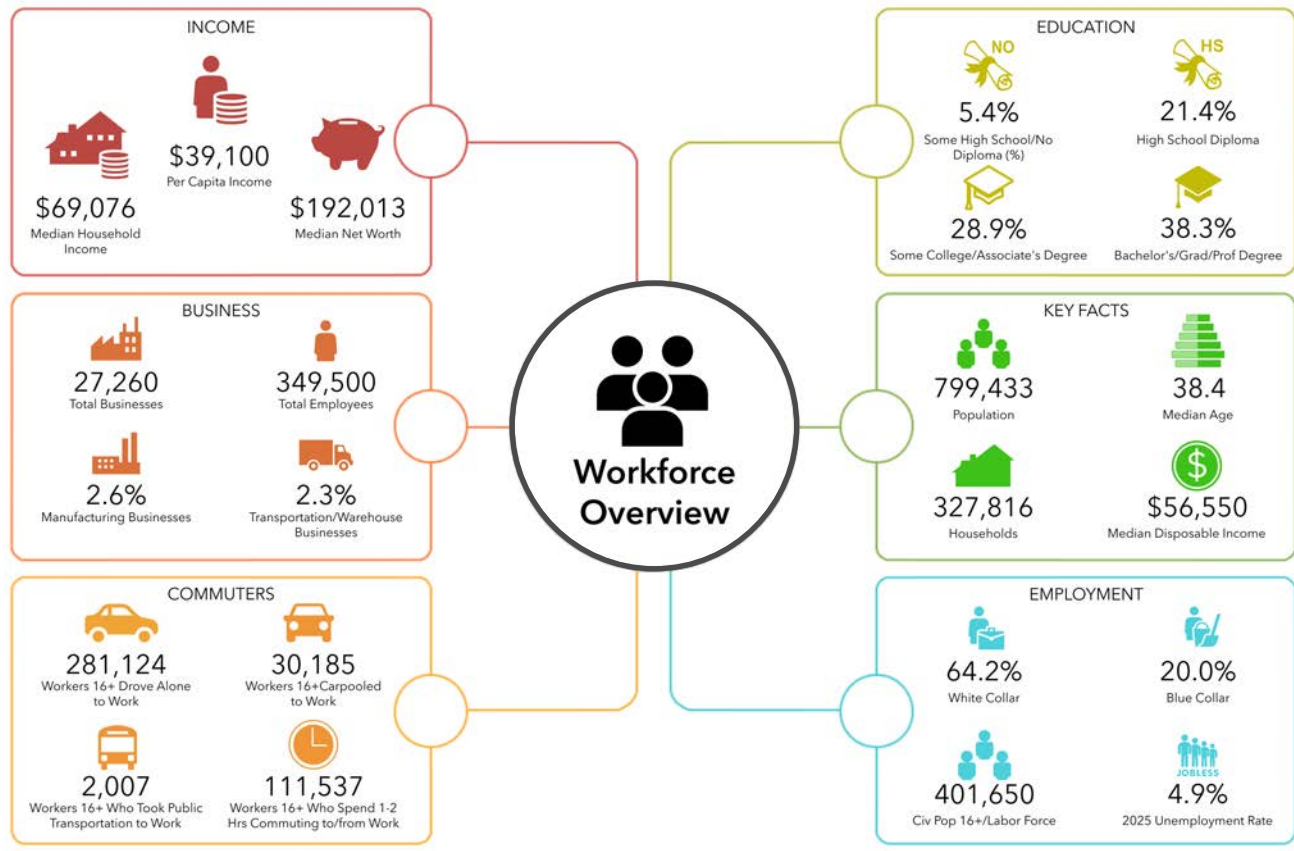 INCOME
$39,100
Per Capita Income
$69,076
Median Household
Income
$192,013
Median Net Worth
EDUCATION
NO
5.4%
Some High School/No
Diploma (%)
HS
21.4%
High School Diploma
28.9%
Some College/Associate's Degree
38.3%
Bachelor's/Grad/Prof Degree
BUSINESS
27,260
Total Businesses
349,500
Total Employees
2.6%
Manufacturing Businesses
2.3%
Transportation/Warehouse
Businesses
Workforce
Overview
KEY FACTS
799,433
Population
38.4
Median Age
327,816
Households
$
$56,550
Median Disposable Income
COMMUTERS
281,124
Workers 16+ Drove Alone
to Work
30,185
Workers 16+Carpooled
to Work
2,007
Workers 16+ Who Took Public
Transportation to Work
111,537
Workers 16+ Who Spend 1-2
Hrs Commuting to/from Work
EMPLOYMENT
64.2%
White Collar
20.0%
Blue Collar
401,650
Civ Pop 16+/Labor Force
JOBLESS
4.9%
2025 Unemployment Rate